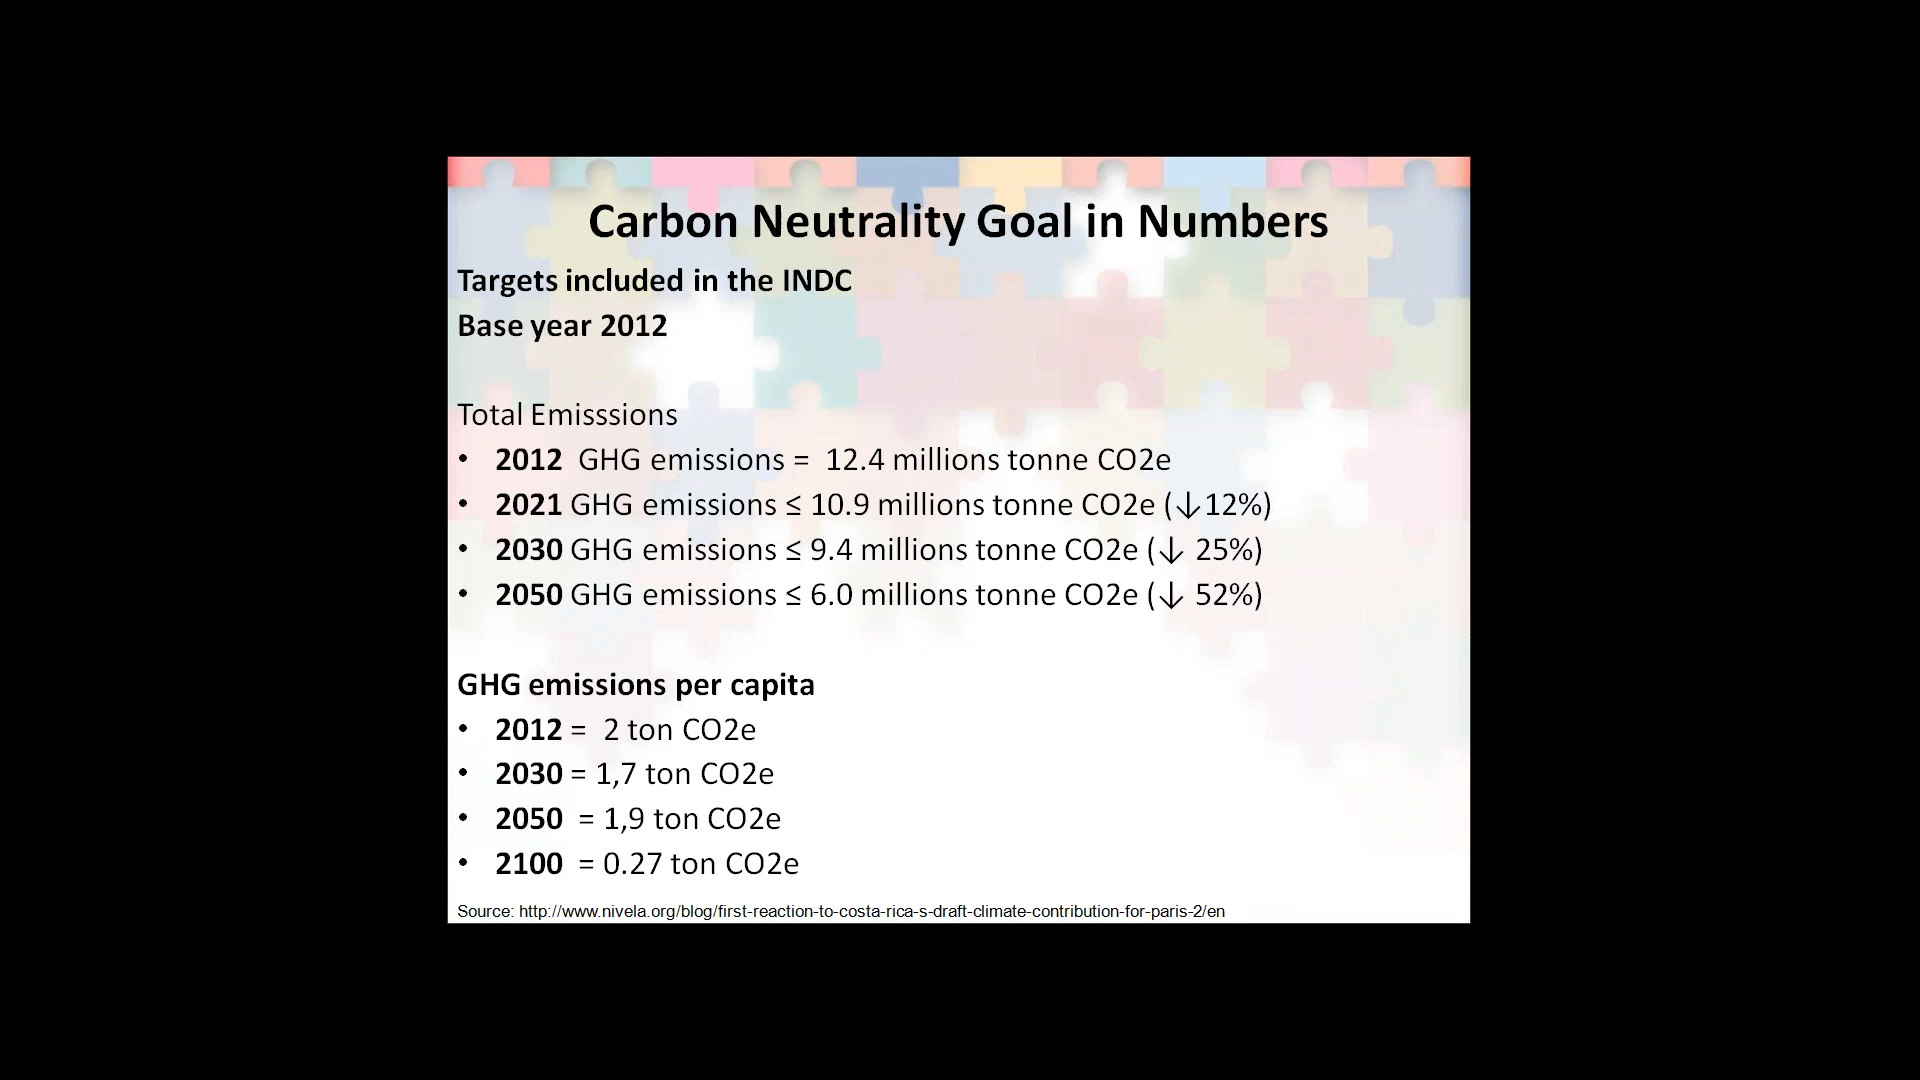 Carbon Neutrality Goal in Numbers
Targets included in the INDC
Base year 2012
Total Emisssions
• 2012 GHG emissions = 12.4 millions tonne CO2e
• 2021 GHG emissions ≤ 10.9 millions tonne CO2e (↓12%)
• 2030 GHG emissions ≤ 9.4 millions tonne CO2e (↓ 25%)
• 2050 GHG emissions ≤ 6.0 millions tonne CO2e (↓ 52%)
GHG emissions per capita
• 2012 = 2 ton CO2e
• 2030 = 1,7 ton CO2e
• 2050 = 1,9 ton CO2e
• 2100 = 0.27 ton CO2e
Source: http://www.nivela.org/blog/first-reaction-to-costa-rica-s-draft-climate-contribution-for-paris-2/en